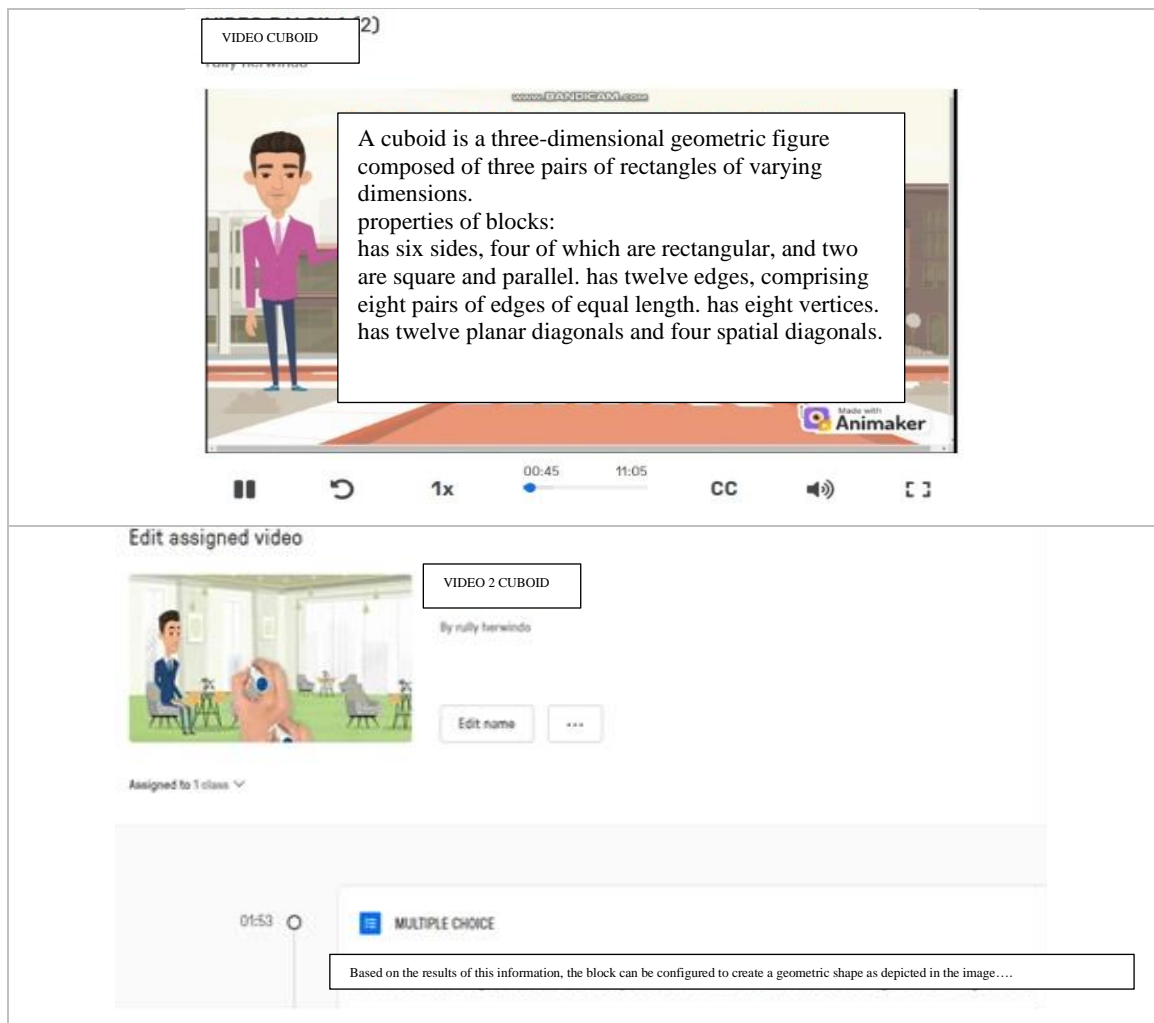 2)
VIDEO CUBOID
rully herwindo
www.BANDICAM.com
A cuboid is a three-dimensional geometric figure
composed of three pairs of rectangles of varying
dimensions.
properties of blocks:
has six sides, four of which are rectangular, and two
are square and parallel. has twelve edges, comprising
eight pairs of edges of equal length. has eight vertices.
has twelve planar diagonals and four spatial diagonals.
Made with
Animaker
1x
00:45
11:05
CC
Edit assigned video
VIDEO 2 CUBOID
By rully herwindo
Edit name
...
Assigned to 1 class
01:53
MULTIPLE CHOICE
Based on the results of this information, the block can be configured to create a geometric shape as depicted in the image….